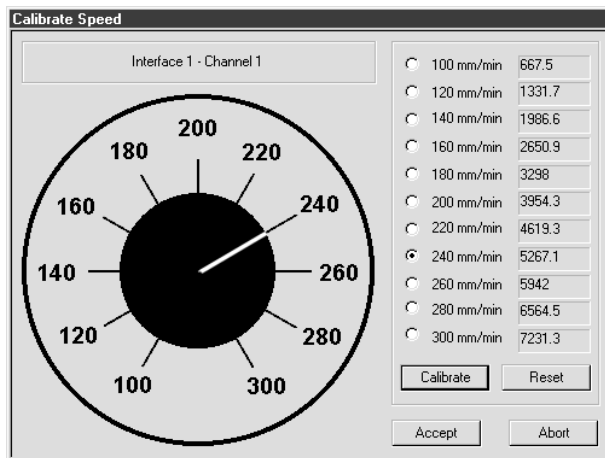 Calibrate Speed
Interface 1 - Channel 1
200
180
220
160
240
140
260
120
280
100
300
100 mm/min 667.5
120 mm/min 1331.7
140 mm/min 1986.6
160 mm/min 2650.9
180 mm/min 3298
200 mm/min 3954.3
220 mm/min 4619.3
240 mm/min 5267.1
260 mm/min 5942
280 mm/min 6564.5
300 mm/min 7231.3
Calibrate Reset
Accept Abort